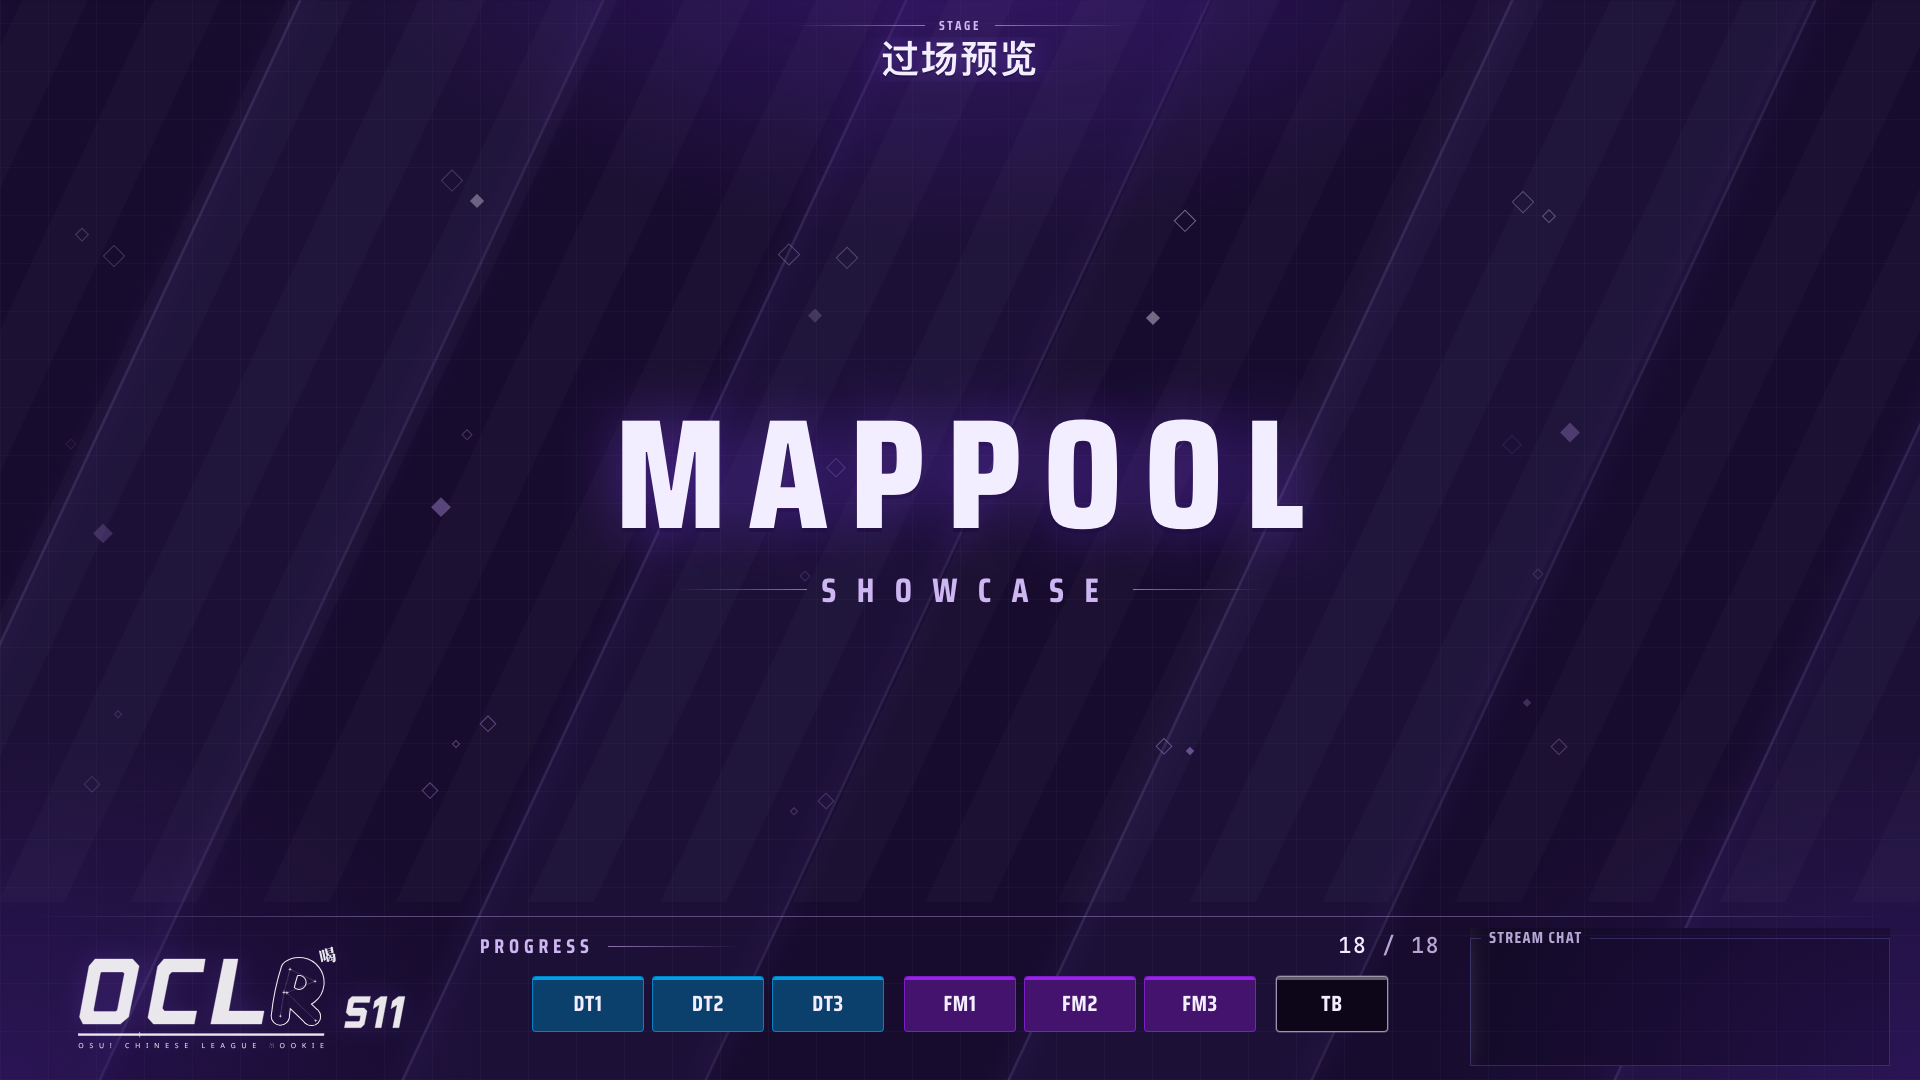 STAGE
过场预览
MAPPOOL
SHOWCASE
PROGRESS
18 / 18
STREAM CHAT
DT1 DT2 DT3 FM1 FM2 FM3 TB
OCLR 喝 S11
OSU! CHINESE LEAGUE ROOKIE